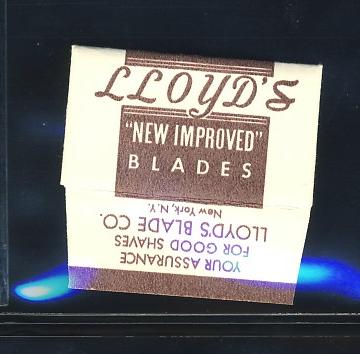 LLOYD'S
"NEW IMPROVED"
BLADES
YOUR ASSURANCE
FOR GOOD SHAVES
LLOYD'S BLADE CO.
New York, N.Y.